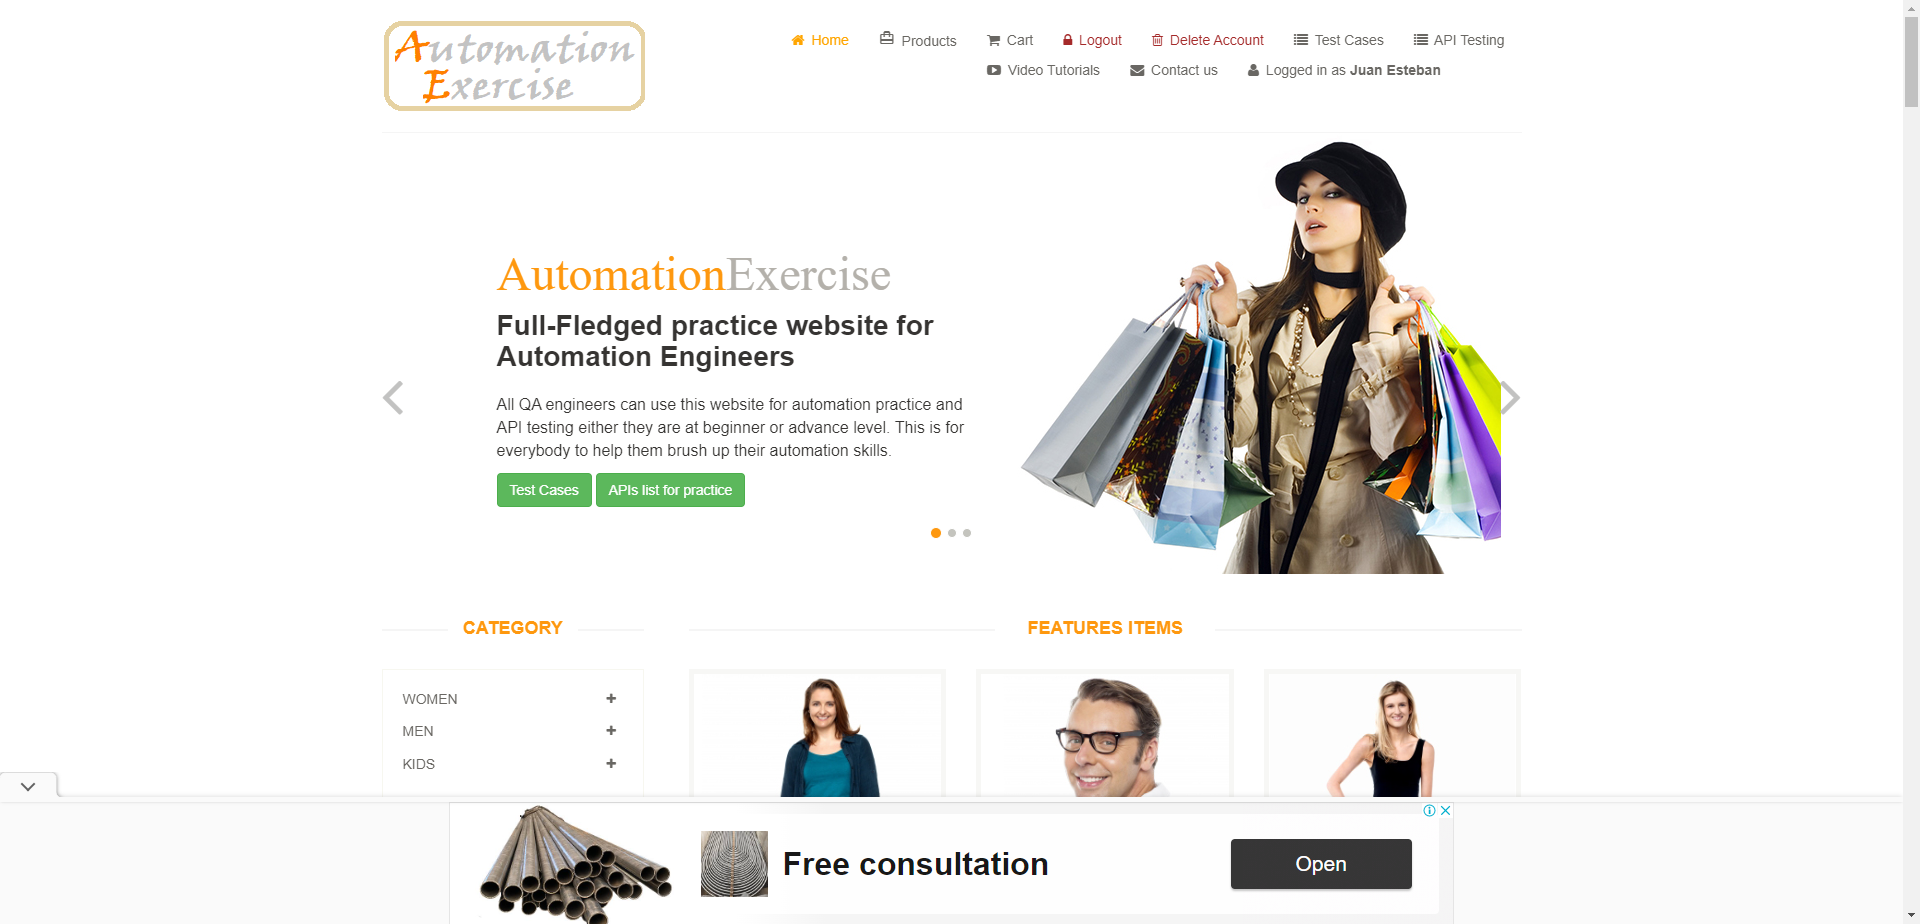 Automation
Exercise
Home Products Cart Logout Delete Account Test Cases API Testing
Video Tutorials Contact us Logged in as Juan Esteban
AutomationExercise
Full-Fledged practice website for
Automation Engineers
All QA engineers can use this website for automation practice and
API testing either they are at beginner or advance level. This is for
everybody to help them brush up their automation skills.
Test Cases APIs list for practice
CATEGORY
WOMEN
MEN
KIDS
FEATURES ITEMS
Free consultation
Open